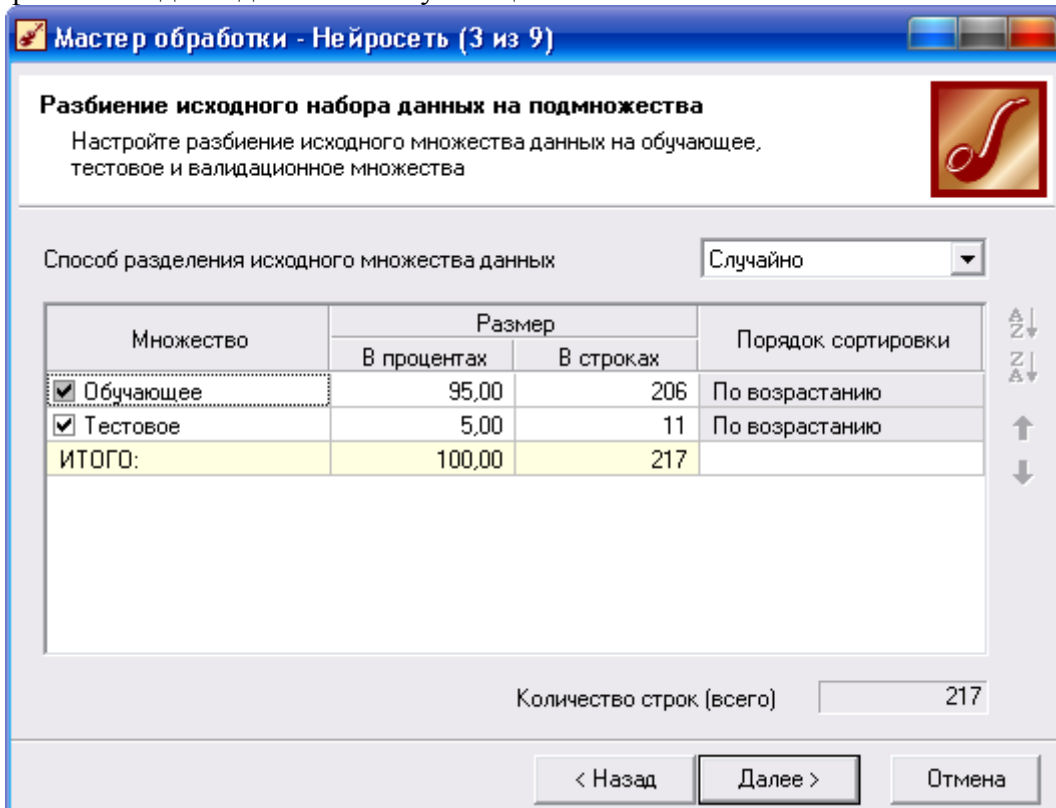 Мастер обработки - Нейросеть (3 из 9)
Разбиение исходного набора данных на подмножества
Настройте разбиение исходного множества данных на обучающее,
тестовое и валидационное множества
Способ разделения исходного множества данных Случайно
Множество Размер Порядок сортировки
В процентах В строках
Обучающее 95,00 206 По возрастанию
Тестовое 5,00 11 По возрастанию
ИТОГО: 100,00 217
Количество строк (всего) 217
< Назад Далее > Отмена